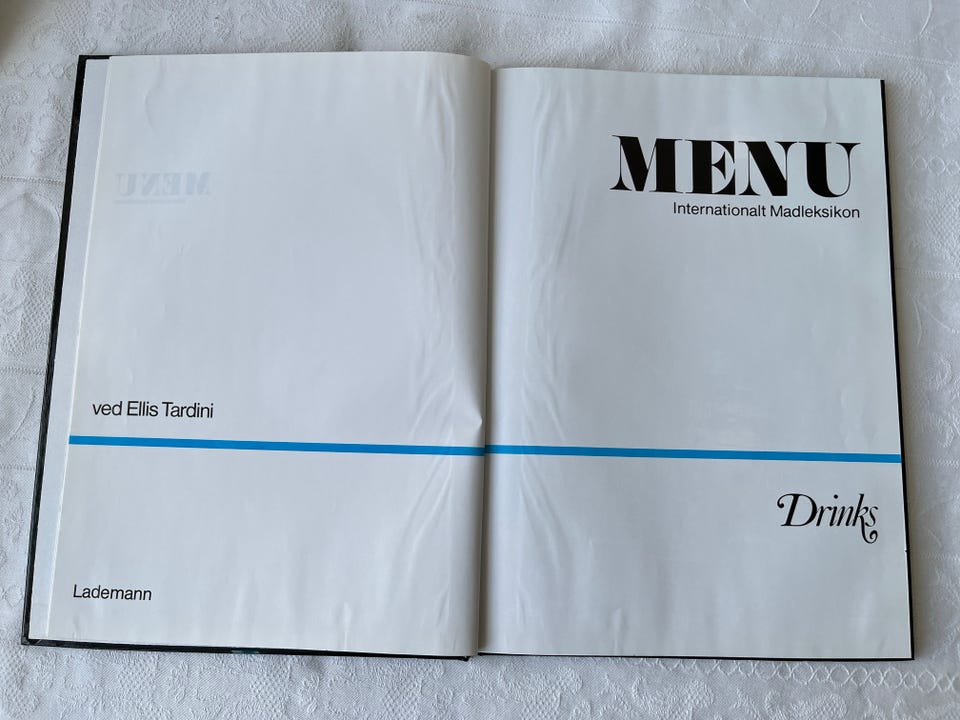 ved Ellis Tardini
Lademann
MENU
Internationalt Madleksikon
Drinks